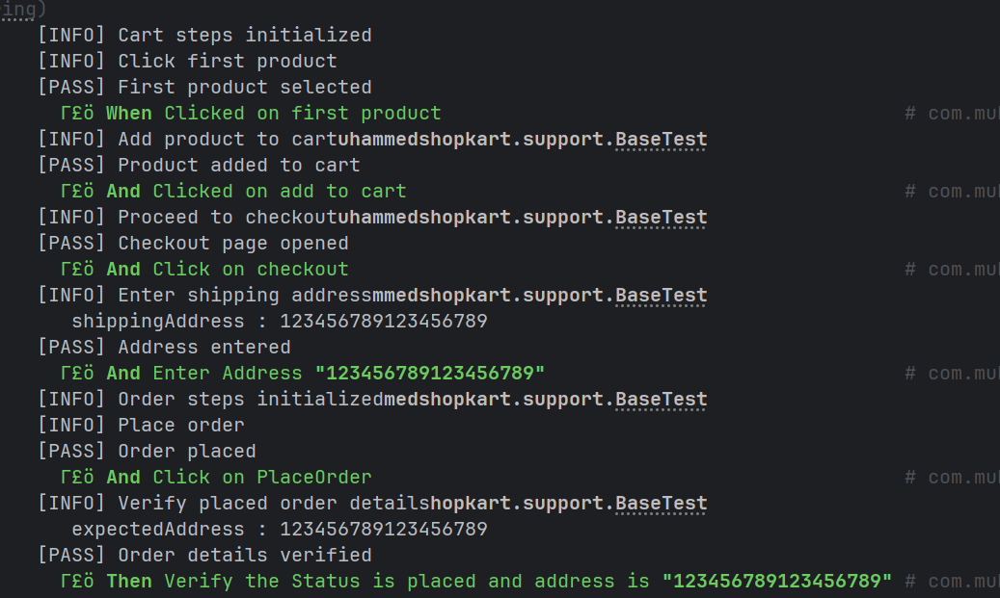 ing)
[INFO] Cart steps initialized
[INFO] Click first product
[PASS] First product selected
Γ£ö When Clicked on first product # com.mu
[INFO] Add product to cartuhammedshopkart.support.BaseTest
[PASS] Product added to cart
Γ£ö And Clicked on add to cart # com.mu
[INFO] Proceed to checkoutuhammedshopkart.support.BaseTest
[PASS] Checkout page opened
Γ£ö And Click on checkout # com.mu
[INFO] Enter shipping addressmmedshopkart.support.BaseTest
shippingAddress : 123456789123456789
[PASS] Address entered
Γ£ö And Enter Address "123456789123456789" # com.mu
[INFO] Order steps initializedmedshopkart.support.BaseTest
[INFO] Place order
[PASS] Order placed
Γ£ö And Click on PlaceOrder # com.mu
[INFO] Verify placed order detailshopkart.support.BaseTest
expectedAddress : 123456789123456789
[PASS] Order details verified
Γ£ö Then Verify the Status is placed and address is "123456789123456789" # com.mu